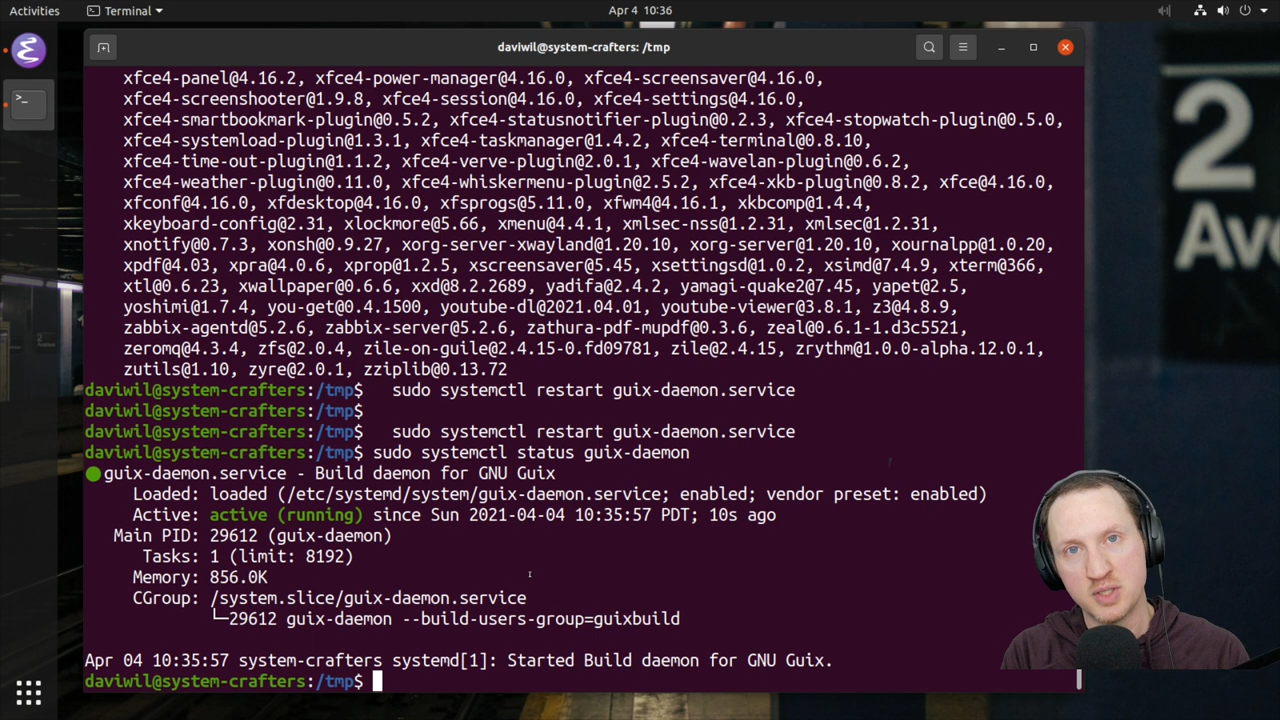 Activities
Terminal
Apr 4 10:36
daviwil@system-crafters: /tmp
xfce4-panel@4.16.2, xfce4-power-manager@4.16.0, xfce4-screensaver@4.16.0,
xfce4-screenshooter@1.9.8, xfce4-session@4.16.0, xfce4-settings@4.16.0,
xfce4-smartbookmark-plugin@0.5.2, xfce4-statusnotifier-plugin@0.2.3, xfce4-stopwatch-plugin@0.5.0,
xfce4-systemload-plugin@1.3.1, xfce4-taskmanager@1.4.2, xfce4-terminal@0.8.10,
xfce4-time-out-plugin@1.1.2, xfce4-verve-plugin@2.0.1, xfce4-wavelan-plugin@0.6.2,
xfce4-weather-plugin@0.11.0, xfce4-whiskermenu-plugin@2.5.2, xfce4-xkb-plugin@0.8.2, xfce@4.16.0,
xfconf@4.16.0, xfdesktop@4.16.0, xfsprogs@5.11.0, xfwm4@4.16.1, xkbcomp@1.4.4,
xkeyboard-config@2.31, xlockmore@5.66, xmenu@4.4.1, xmlsec-nss@1.2.31, xmlsec@1.2.31,
xnotify@0.7.3, xonsh@0.9.27, xorg-server-xwayland@1.20.10, xorg-server@1.20.10, xournalpp@1.0.20,
xpdf@4.03, xpra@4.0.6, xprop@1.2.5, xscreensaver@5.45, xsettingsd@1.0.2, xsimd@7.4.9, xterm@366,
xtl@0.6.23, xwallpaper@0.6.6, xxd@8.2.2689, yadifa@2.4.2, yamagi-quake2@7.45, yapet@2.5,
yoshimi@1.7.4, you-get@0.4.1500, youtube-dl@2021.04.01, youtube-viewer@3.8.1, z3@4.8.9,
zabbix-agentd@5.2.6, zabbix-server@5.2.6, zathura-pdf-mupdf@0.3.6, zeal@0.6.1-1.d3c5521,
zeromq@4.3.4, zfs@2.0.4, zile-on-guile@2.4.15-0.fd09781, zile@2.4.15, zrythm@1.0.0-alpha.12.0.1,
zutils@1.10, zyre@2.0.1, zziplib@0.13.72
daviwil@system-crafters:/tmp$   sudo systemctl restart guix-daemon.service
daviwil@system-crafters:/tmp$
daviwil@system-crafters:/tmp$   sudo systemctl restart guix-daemon.service
daviwil@system-crafters:/tmp$ sudo systemctl status guix-daemon
● guix-daemon.service - Build daemon for GNU Guix
Loaded: loaded (/etc/systemd/system/guix-daemon.service; enabled; vendor preset: enabled)
Active: active (running) since Sun 2021-04-04 10:35:57 PDT; 10s ago
Main PID: 29612 (guix-daemon)
Tasks: 1 (limit: 8192)
Memory: 856.0K
CGroup: /system.slice/guix-daemon.service
└─29612 guix-daemon --build-users-group=guixbuild
Apr 04 10:35:57 system-crafters systemd[1]: Started Build daemon for GNU Guix.
daviwil@system-crafters:/tmp$
2
Ave